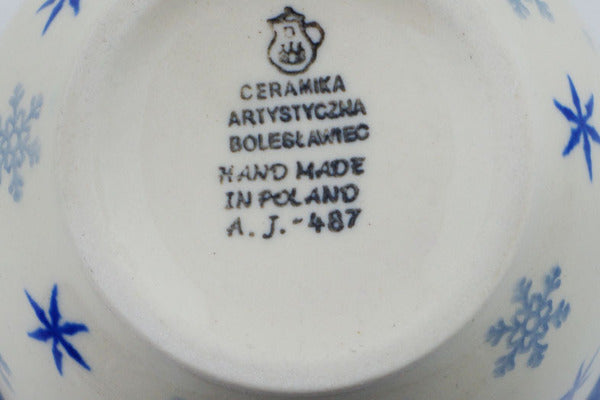 CERAMIKA
ARTYSTYCZNA
BOLESŁAWIEC
HAND MADE
IN POLAND
A. J. - 487